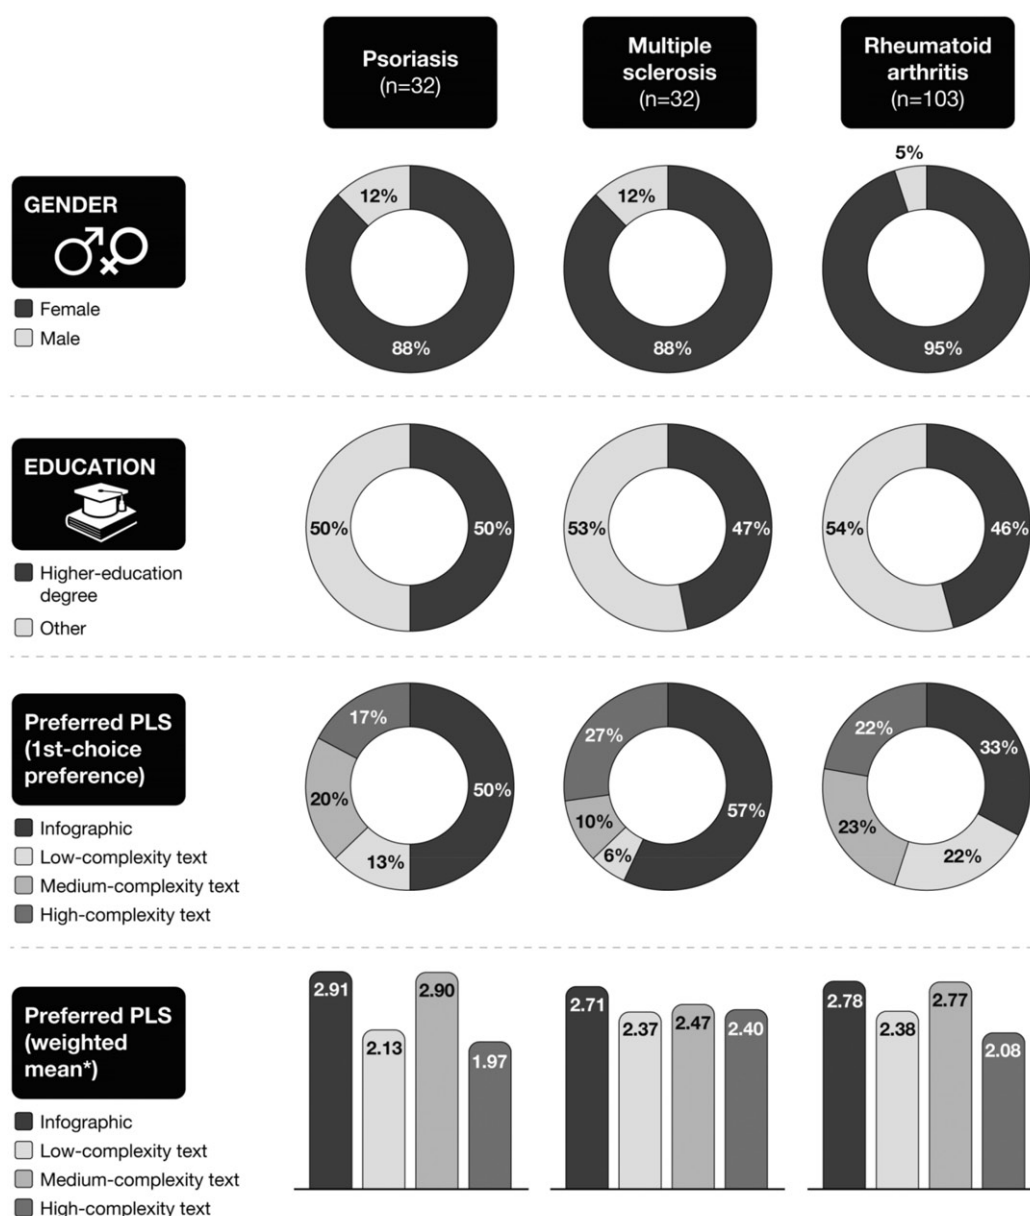 Psoriasis
(n=32)
Multiple
sclerosis
(n=32)
Rheumatoid
arthritis
(n=103)
GENDER
Female
Male
12%
88%
12%
88%
5%
95%
EDUCATION
Higher-education
degree
Other
50%
50%
53%
47%
54%
46%
Preferred PLS
(1st-choice
preference)
Infographic
Low-complexity text
Medium-complexity text
High-complexity text
17%
50%
20%
13%
27%
57%
10%
6%
22%
33%
23%
22%
Preferred PLS
(weighted
mean*)
Infographic
Low-complexity text
Medium-complexity text
High-complexity text
2.91
2.13
2.90
1.97
2.71
2.37
2.47
2.40
2.78
2.38
2.77
2.08